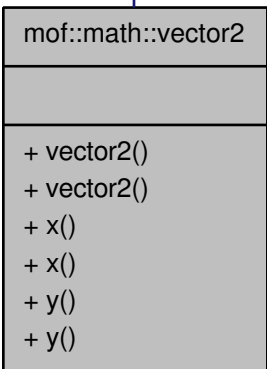 mof::math::vector2
+ vector2()
+ vector2()
+ x()
+ x()
+ y()
+ y()